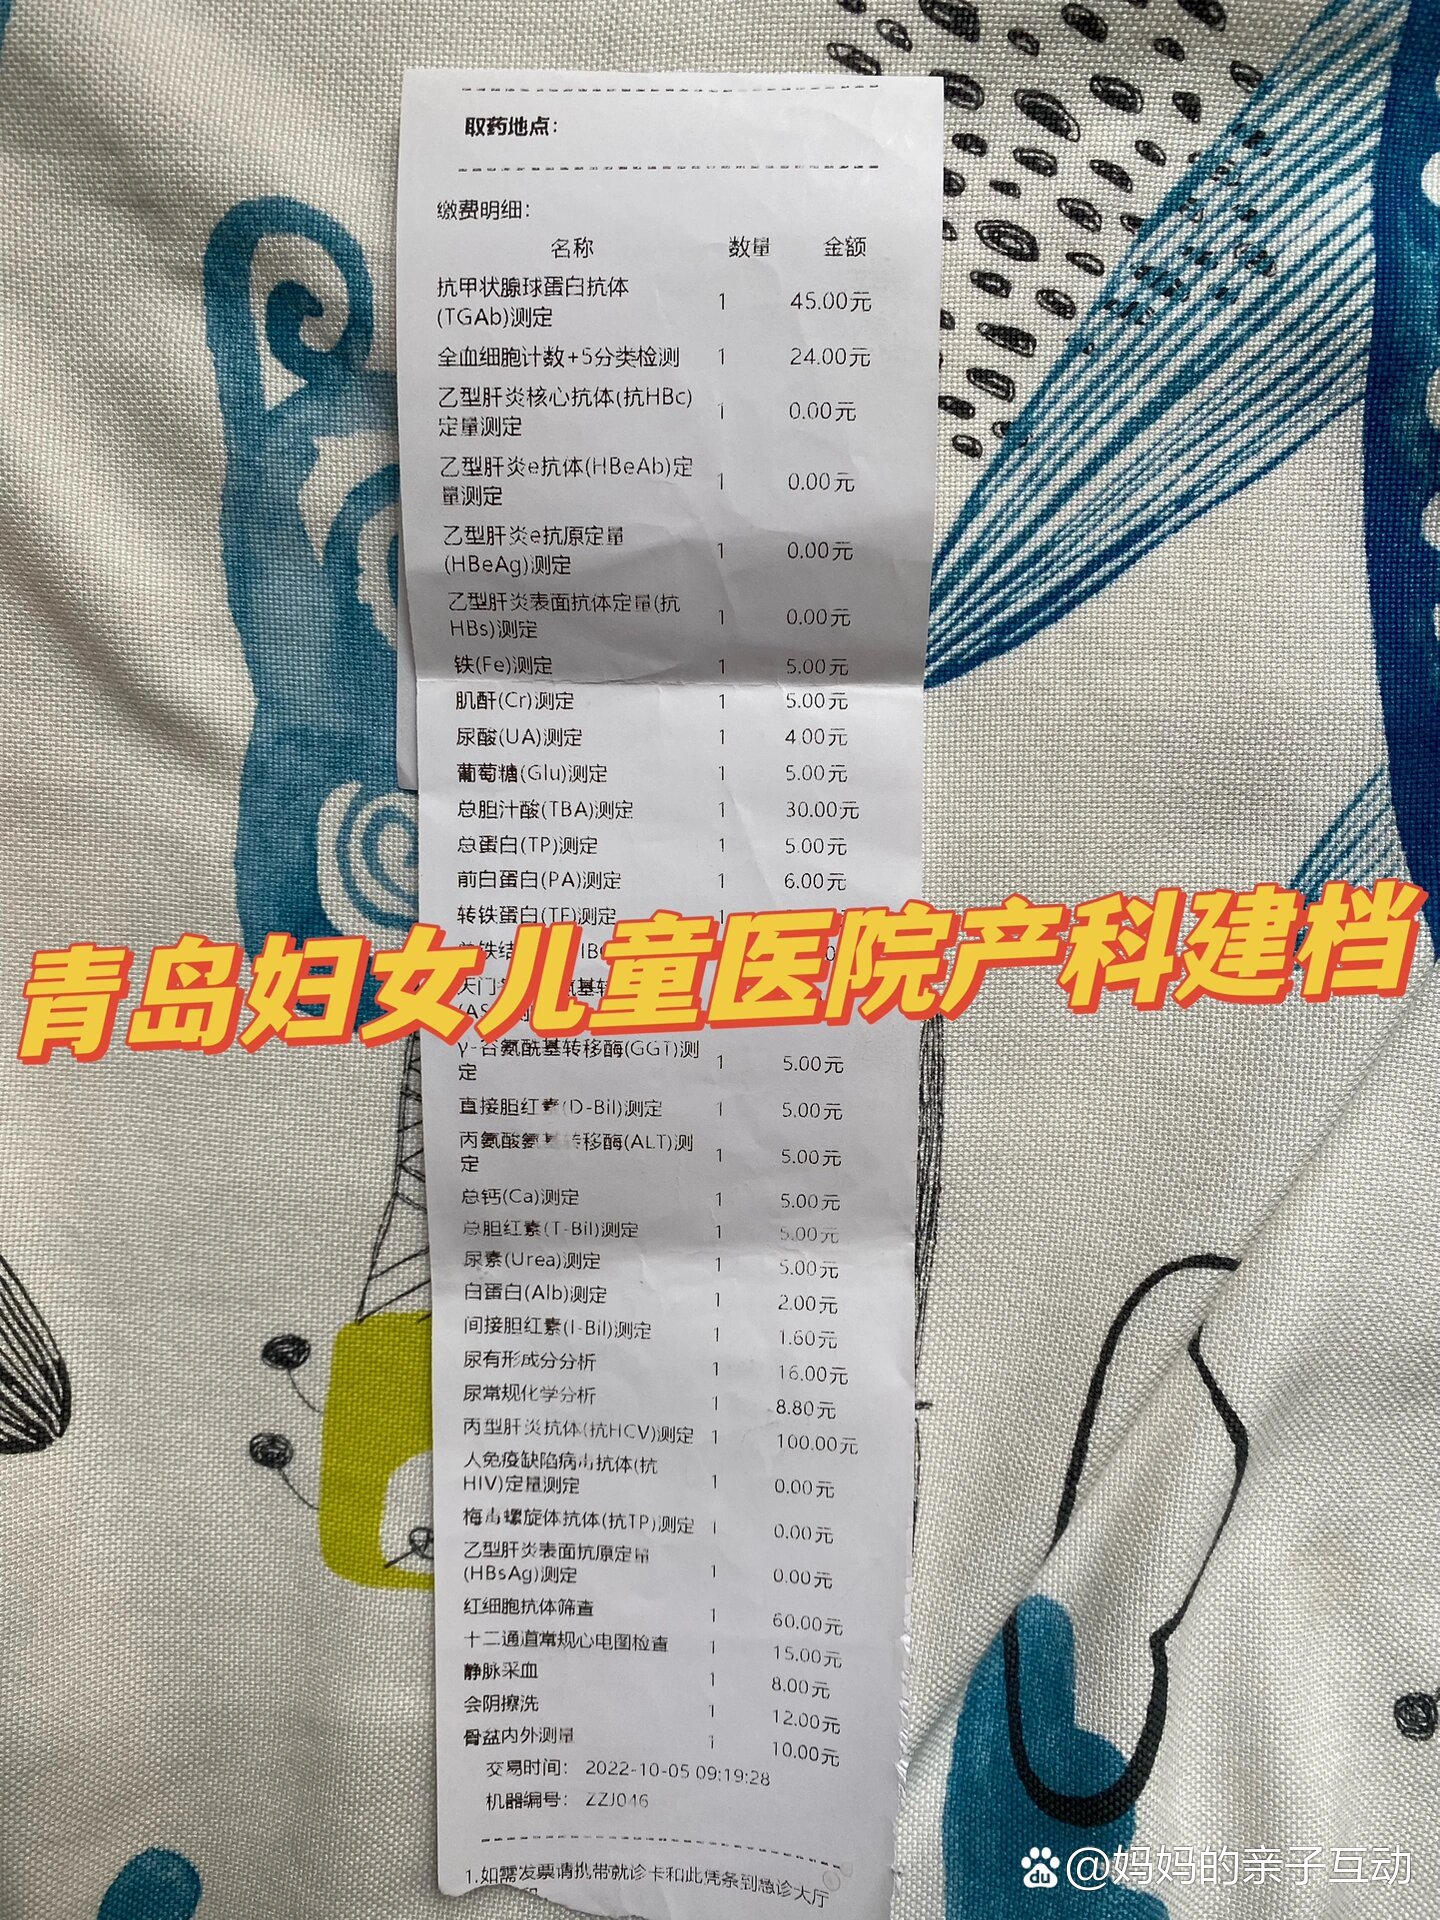 取药地点：
缴费明细：
名称 数量 金额
抗甲状腺球蛋白抗体
(TGAb)测定 1 45.00元
全血细胞计数+5分类检测 1 24.00元
乙型肝炎核心抗体(抗HBc)
定量测定 1 0.00元
乙型肝炎e抗体(HBeAb)定
量测定 1 0.00元
乙型肝炎e抗原定量
(HBeAg)测定 1 0.00元
乙型肝炎表面抗体定量(抗
HBs)测定 1 0.00元
铁(Fe)测定 1 5.00元
肌酐(Cr)测定 1 5.00元
尿酸(UA)测定 1 4.00元
葡萄糖(Glu)测定 1 5.00元
总胆汁酸(TBA)测定 1 30.00元
总蛋白(TP)测定 1 5.00元
前白蛋白(PA)测定 1 6.00元
转铁蛋白(TF)测定 1
青岛妇女儿童医院产科建档
γ-谷氨酰基转移酶(GGT)测
定 1 5.00元
直接胆红素(D-Bil)测定 1 5.00元
丙氨酸氨基转移酶(ALT)测
定 1 5.00元
总钙(Ca)测定 1 5.00元
总胆红素(T-Bil)测定 1 5.00元
尿素(Urea)测定 1 5.00元
白蛋白(Alb)测定 1 2.00元
间接胆红素(I-Bil)测定 1 1.60元
尿有形成分分析 1 16.00元
尿常规化学分析 1 8.80元
丙型肝炎抗体(抗HCV)测定 1 100.00元
人免疫缺陷病毒抗体(抗
HIV)定量测定 1 0.00元
梅毒螺旋体抗体(抗TP)测定 1 0.00元
乙型肝炎表面抗原定量
(HBsAg)测定 1 0.00元
红细胞抗体筛查 1 60.00元
十二通道常规心电图检查 1 15.00元
静脉采血 1 8.00元
会阴擦洗 1 12.00元
骨盆内外测量 1 10.00元
交易时间： 2022-10-05 09:19:28
机器编号： ZZJ046
1.如需发票请携带就诊卡和此凭条到急诊大厅
du @妈妈的亲子互动